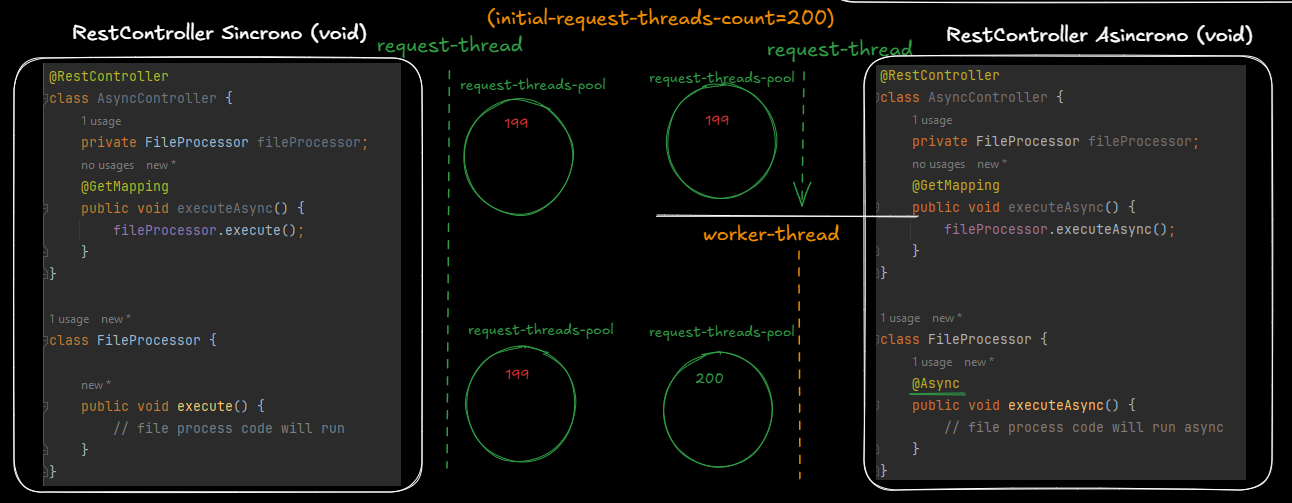 (initial-request-threads-count=200)
RestController Sincrono (void)
@RestController
class AsyncController {
1 usage
private FileProcessor fileProcessor;
no usages new *
@GetMapping
public void executeAsync() {
fileProcessor.execute();
}
}
1 usage new *
class FileProcessor {
new *
public void execute() {
// file process code will run
}
}
request-thread
request-threads-pool
199
request-threads-pool
199
request-thread
request-threads-pool
199
worker-thread
request-threads-pool
200
RestController Asincrono (void)
@RestController
class AsyncController {
1 usage
private FileProcessor fileProcessor;
no usages new *
@GetMapping
public void executeAsync() {
fileProcessor.executeAsync();
}
}
1 usage new *
class FileProcessor {
1 usage new *
@Async
public void executeAsync() {
// file process code will run async
}
}